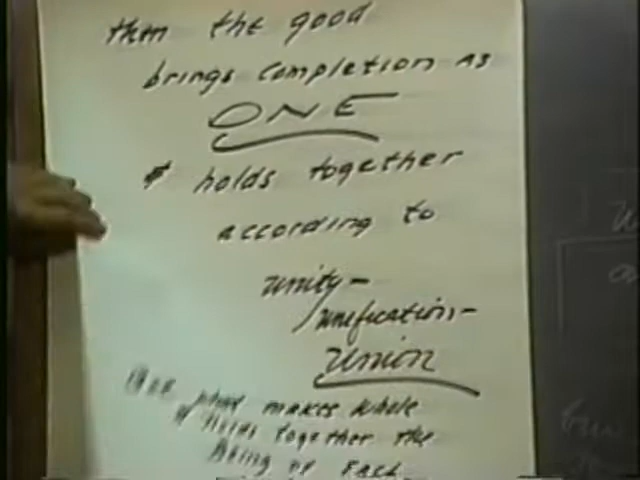 then the good
brings completion as
ONE
& holds together
according to
unity-
unification-
union
makes whole
holds together the
Being of Each